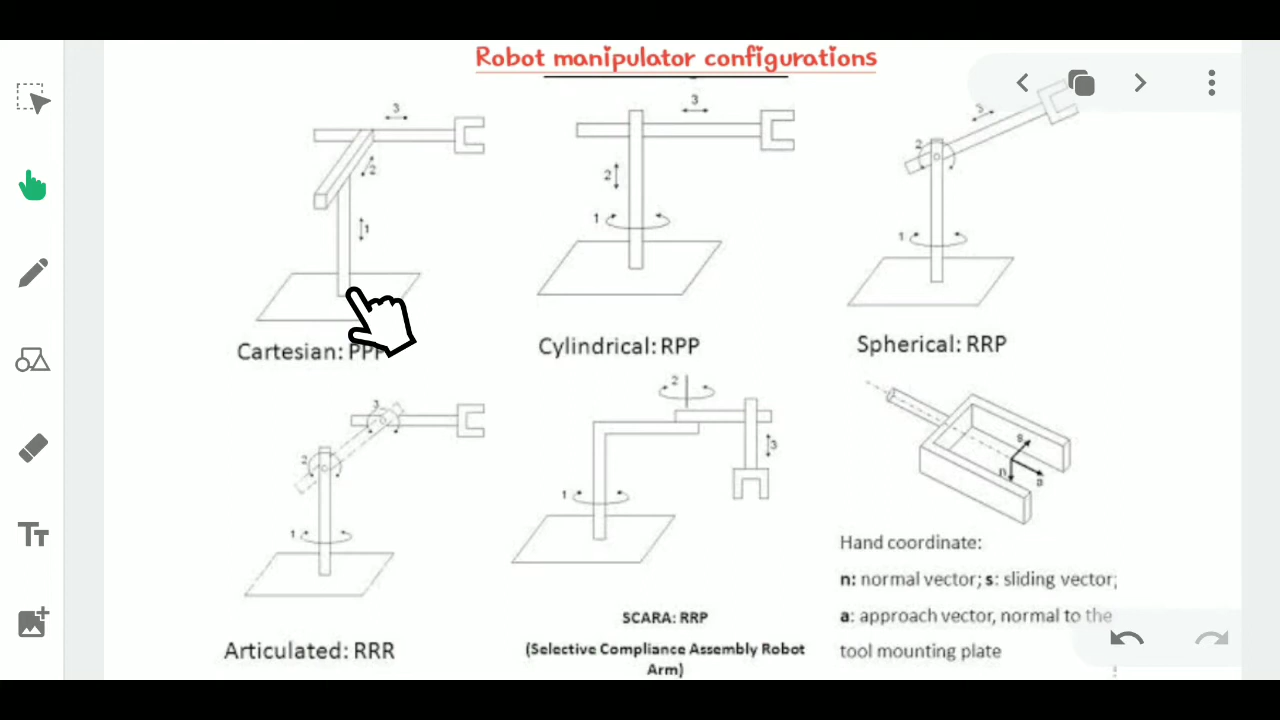 Robot manipulator configurations
3
2
1
Cartesian: PPP
3
2
1
Cylindrical: RPP
3
2
1
Spherical: RRP
3
2
1
Articulated: RRR
2
3
1
SCARA: RRP
(Selective Compliance Assembly Robot
Arm)
s
n
a
Hand coordinate:
n: normal vector; s: sliding vector;
a: approach vector, normal to the
tool mounting plate
TT